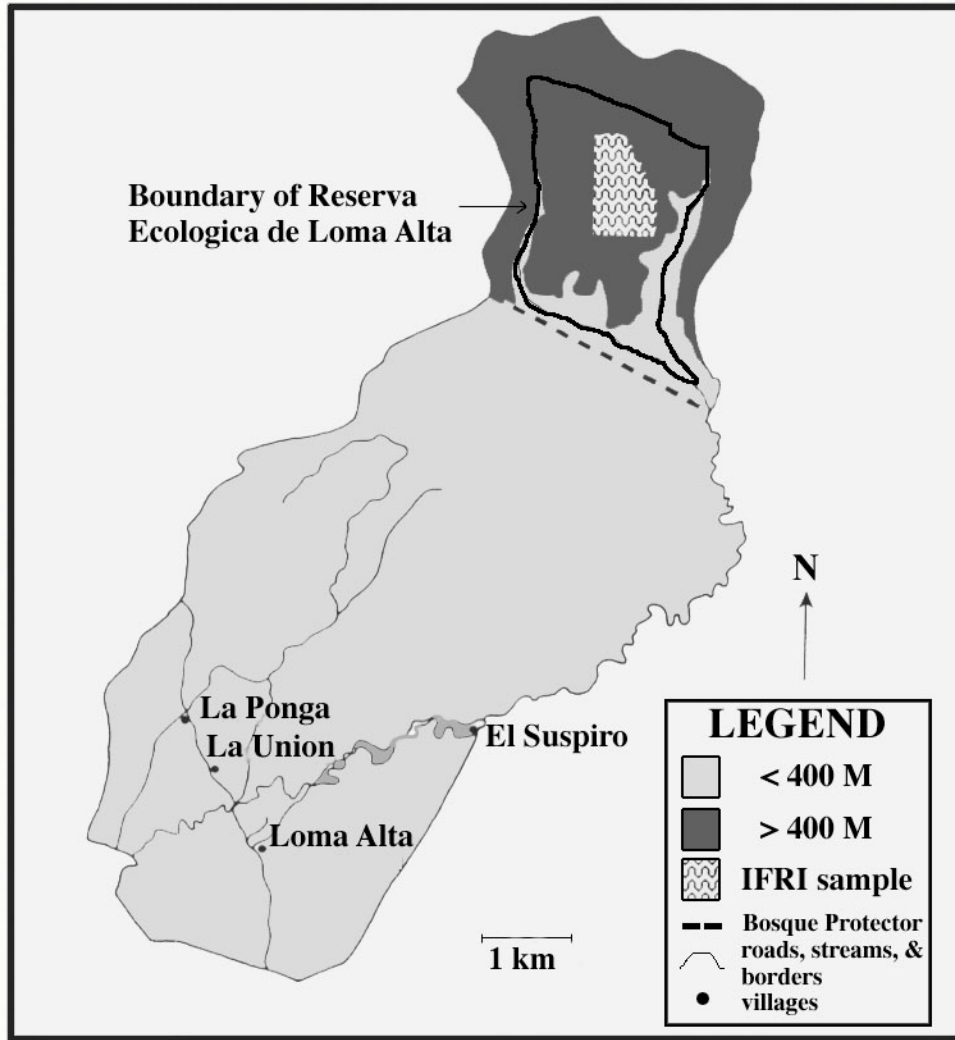 Boundary of Reserva
Ecologica de Loma Alta
N
La Ponga
La Union
El Suspiro
Loma Alta
1 km
LEGEND
< 400 M
> 400 M
IFRI sample
Bosque Protector
roads, streams, &
borders
villages